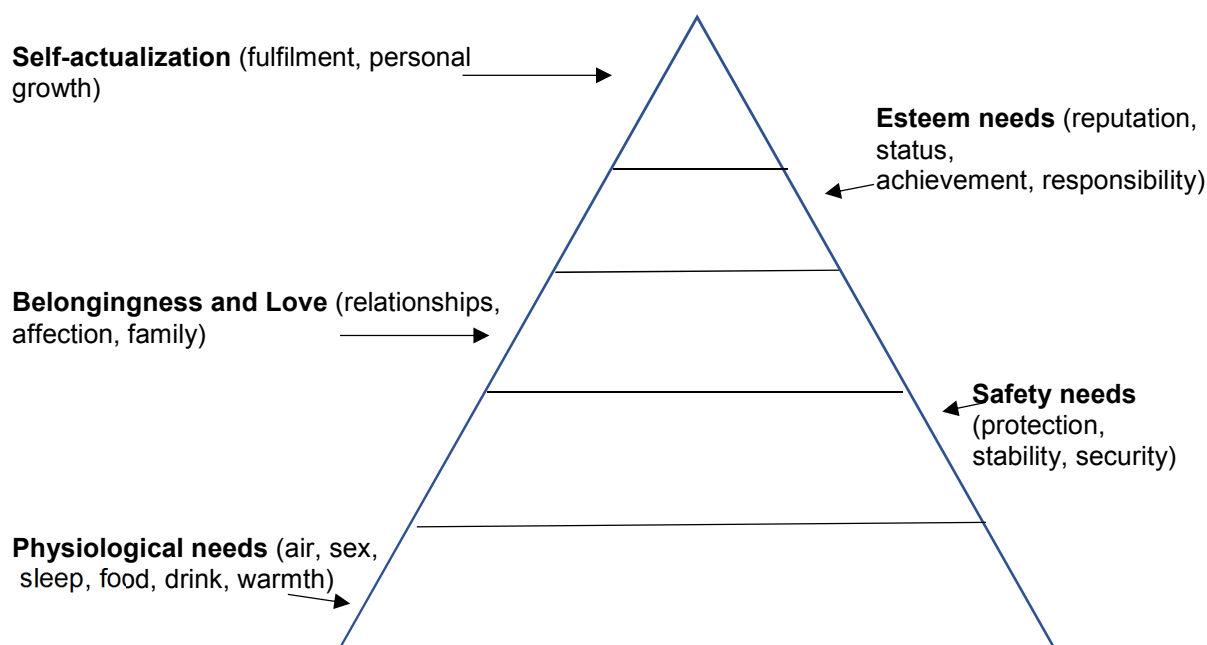 Self-actualization (fulfilment, personal
growth)
Esteem needs (reputation,
status,
achievement, responsibility)
Belongingness and Love (relationships,
affection, family)
Safety needs
(protection,
stability, security)
Physiological needs (air, sex,
sleep, food, drink, warmth)